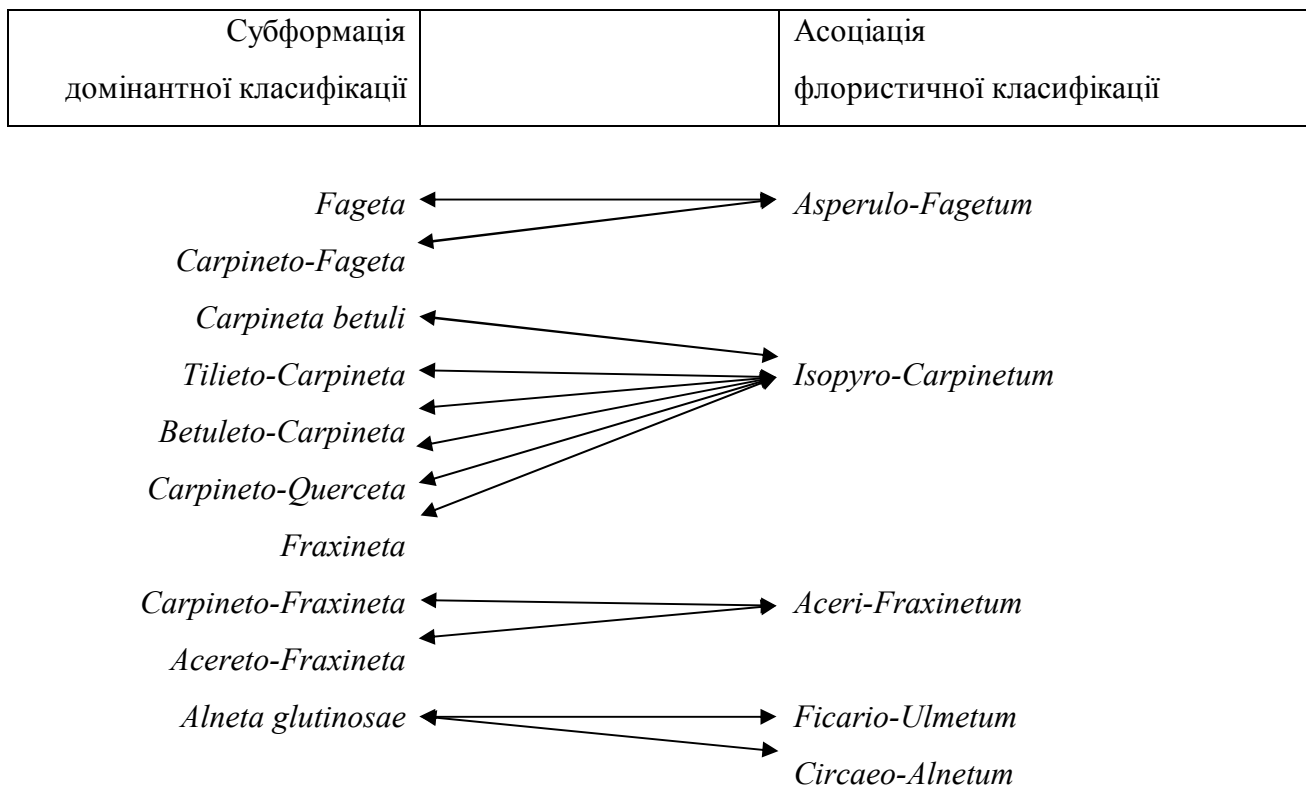 Субформація
домінантної класифікації
Асоціація
флористичної класифікації
Fageta
Asperulo-Fagetum
Carpineto-Fageta
Carpineta betuli
Tilieto-Carpineta
Isopyro-Carpinetum
Betuleto-Carpineta
Carpineto-Querceta
Fraxineta
Carpineto-Fraxineta
Aceri-Fraxinetum
Acereto-Fraxineta
Alneta glutinosae
Ficario-Ulmetum
Circaeo-Alnetum